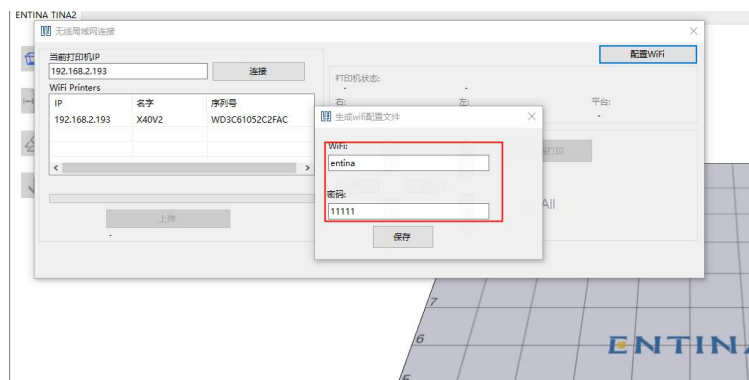 ENTINA TINA2
无线局域网连接
当前打印机IP
192.168.2.193
连接
WiFi Printers
IP 名字 序列号
192.168.2.193 X40V2 WD3C61052C2FAC
上传
-
配置WiFi
打印机状态:
- -
右: 左: 平台:
-
生成wifi配置文件
WiFi:
entina
密码:
11111
保存
打印
All
7
6
5
ENTINA